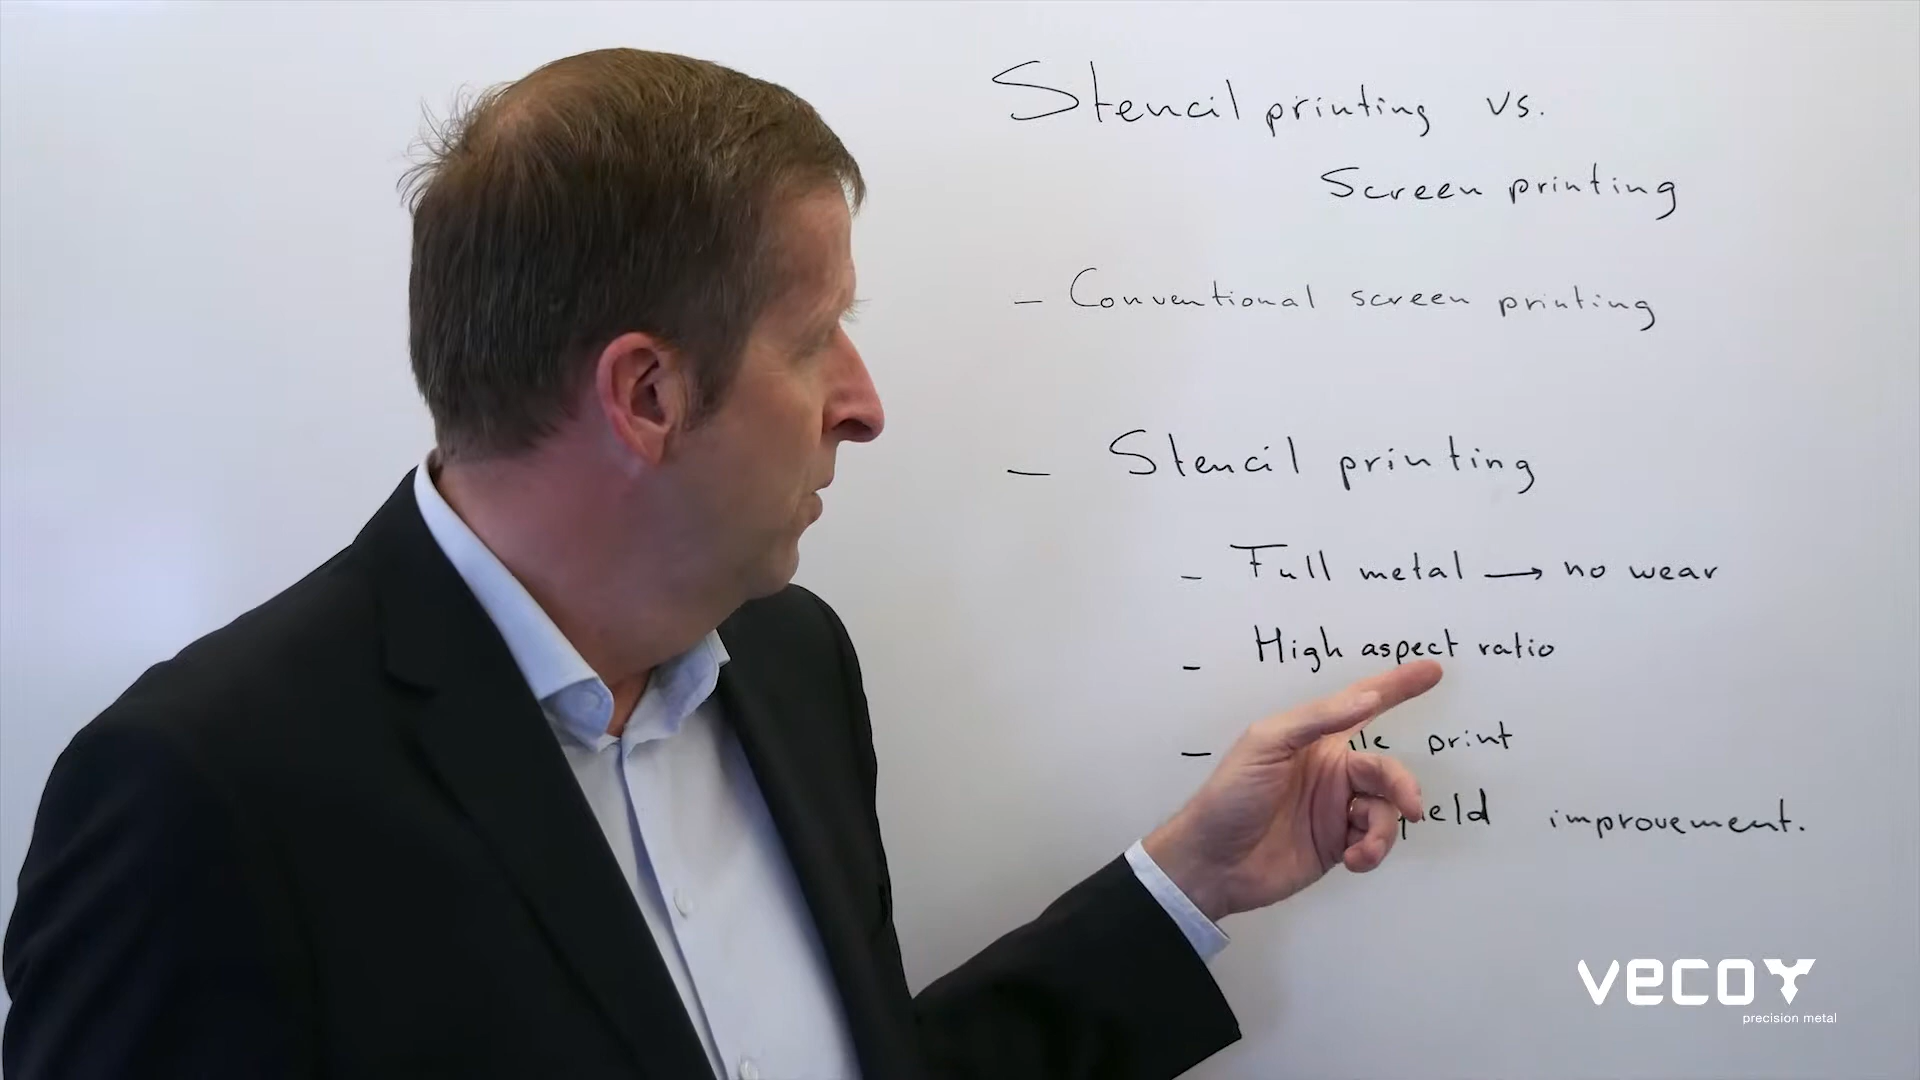 Stencil printing vs.
Screen printing
- Conventional screen printing
- Stencil printing
- Full metal → no wear
- High aspect ratio
- print
improvement.
veco
precision metal